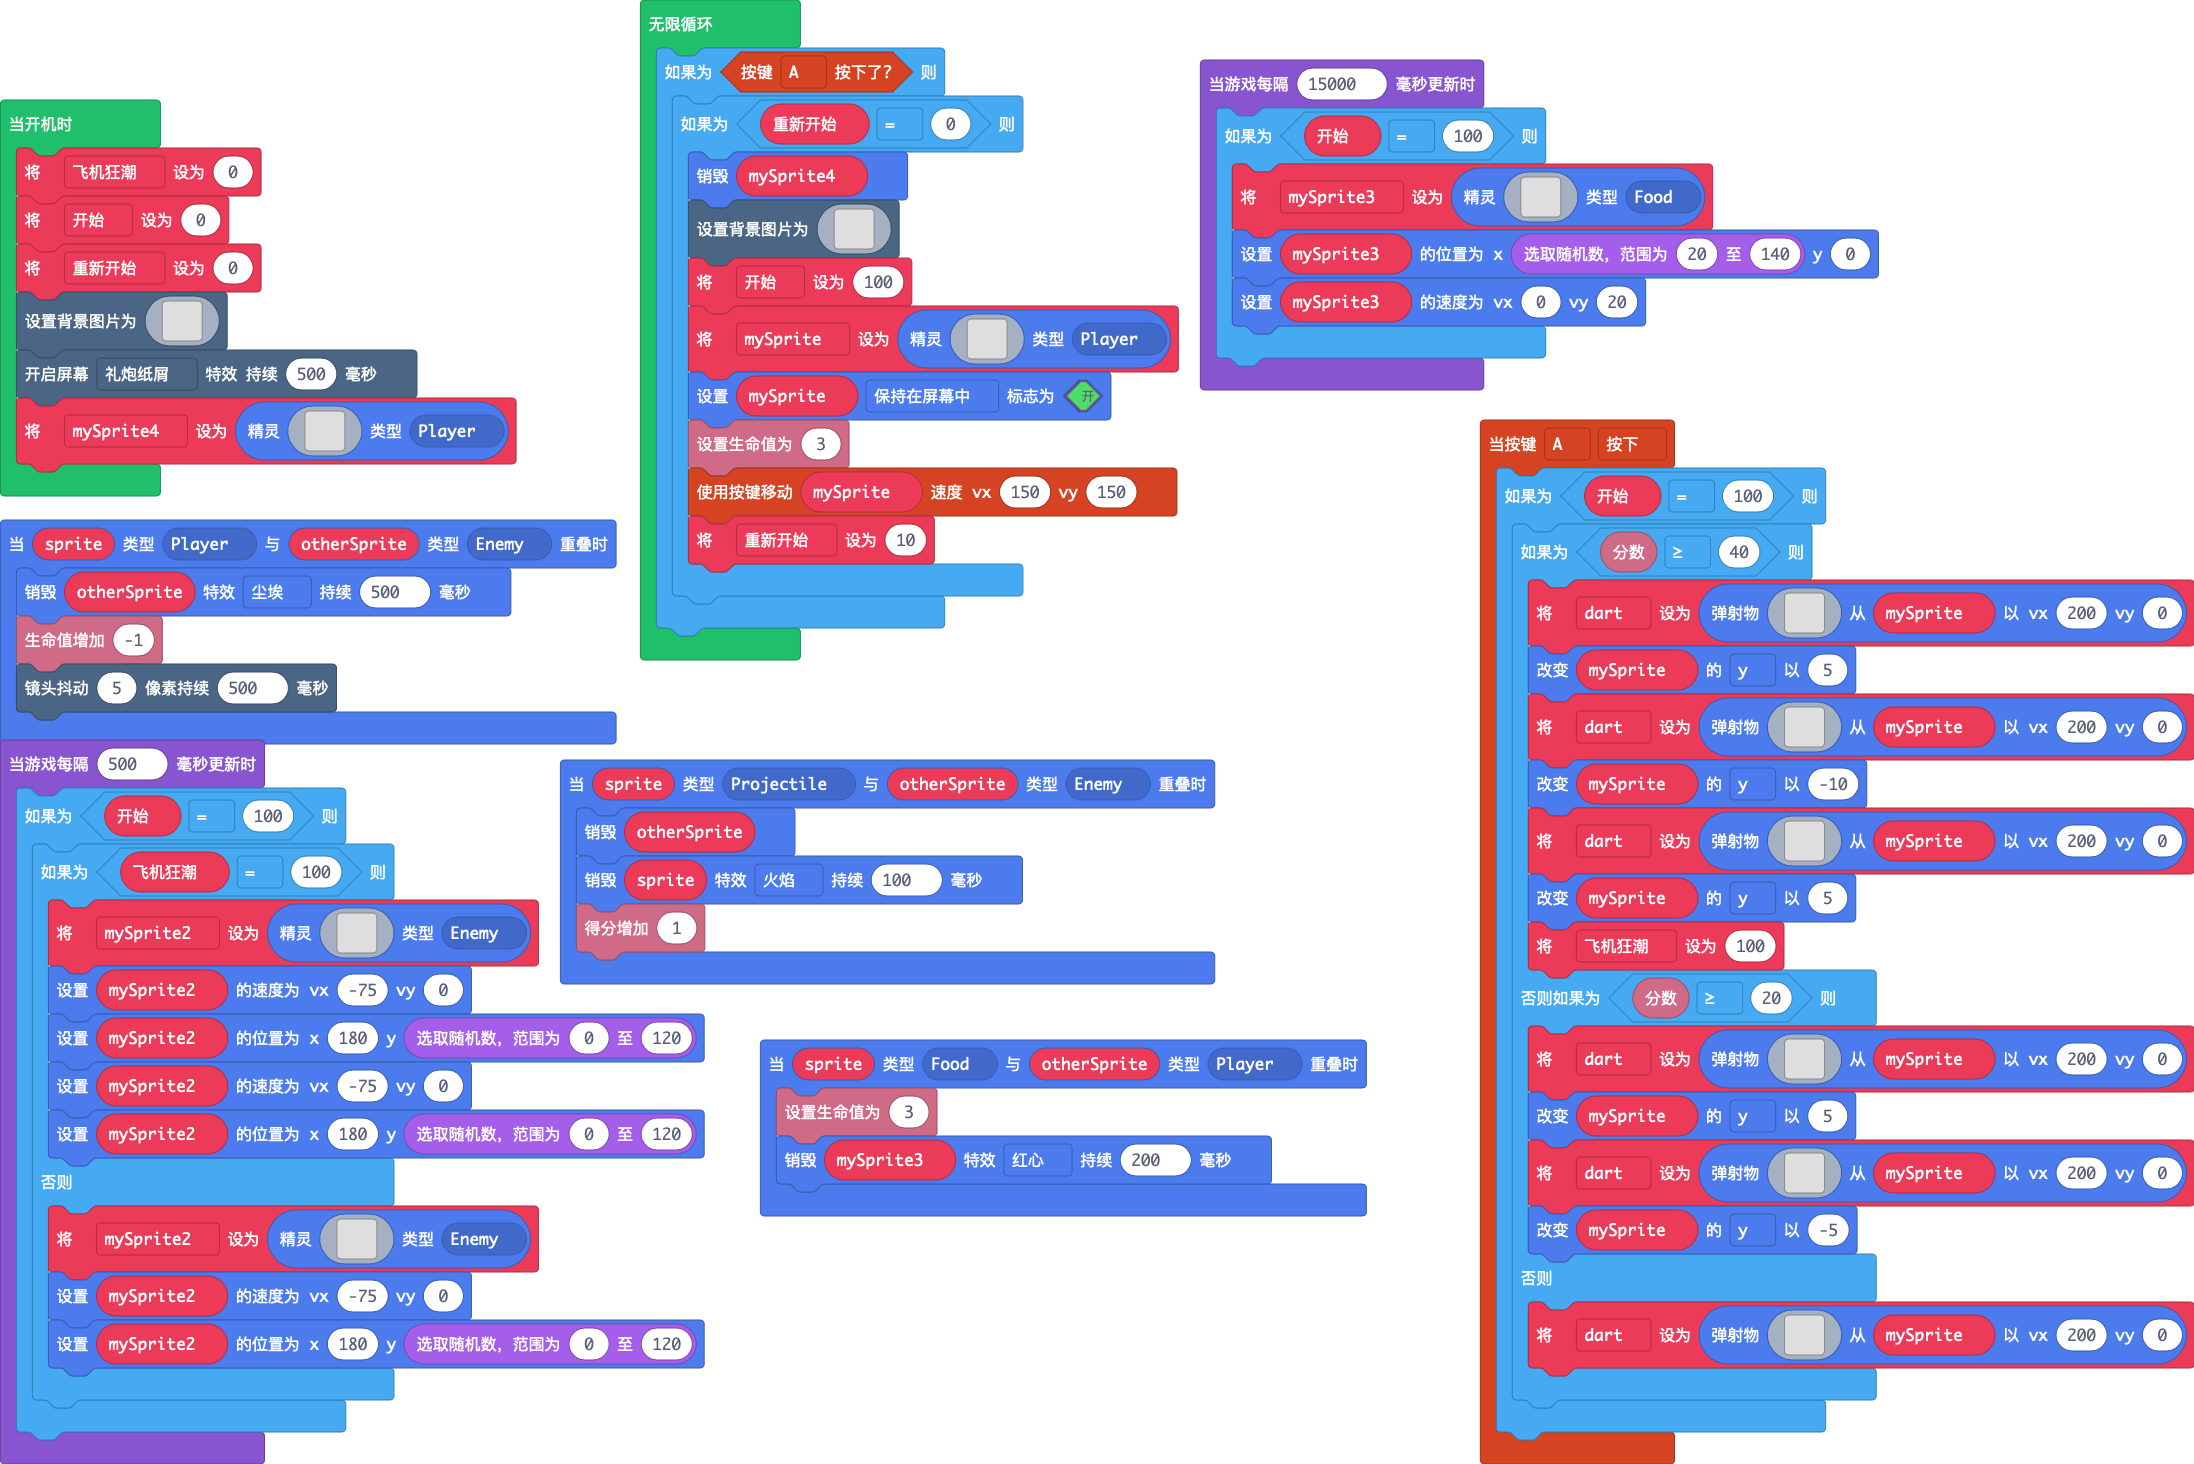 当开机时
将 飞机狂潮 设为 0
将 开始 设为 0
将 重新开始 设为 0
设置背景图片为
开启屏幕 礼炮纸屑 特效 持续 500 毫秒
将 mySprite4 设为 精灵 类型 Player
当 sprite 类型 Player 与 otherSprite 类型 Enemy 重叠时
销毁 otherSprite 特效 尘埃 持续 500 毫秒
生命值增加 -1
镜头抖动 5 像素持续 500 毫秒
当游戏每隔 500 毫秒更新时
如果为 开始 = 100 则
如果为 飞机狂潮 = 100 则
将 mySprite2 设为 精灵 类型 Enemy
设置 mySprite2 的速度为 vx -75 vy 0
设置 mySprite2 的位置为 x 180 y 选取随机数，范围为 0 至 120
设置 mySprite2 的速度为 vx -75 vy 0
设置 mySprite2 的位置为 x 180 y 选取随机数，范围为 0 至 120
否则
将 mySprite2 设为 精灵 类型 Enemy
设置 mySprite2 的速度为 vx -75 vy 0
设置 mySprite2 的位置为 x 180 y 选取随机数，范围为 0 至 120
无限循环
如果为 按键 A 按下了？ 则
如果为 重新开始 = 0 则
销毁 mySprite4
设置背景图片为
将 开始 设为 100
将 mySprite 设为 精灵 类型 Player
设置 mySprite 保持在屏幕中 标志为 开
设置生命值为 3
使用按键移动 mySprite 速度 vx 150 vy 150
将 重新开始 设为 10
当 sprite 类型 Projectile 与 otherSprite 类型 Enemy 重叠时
销毁 otherSprite
销毁 sprite 特效 火焰 持续 100 毫秒
得分增加 1
当 sprite 类型 Food 与 otherSprite 类型 Player 重叠时
设置生命值为 3
销毁 mySprite3 特效 红心 持续 200 毫秒
当游戏每隔 15000 毫秒更新时
如果为 开始 = 100 则
将 mySprite3 设为 精灵 类型 Food
设置 mySprite3 的位置为 x 选取随机数，范围为 20 至 140 y 0
设置 mySprite3 的速度为 vx 0 vy 20
当按键 A 按下
如果为 开始 = 100 则
如果为 分数 ≥ 40 则
将 dart 设为 弹射物 从 mySprite 以 vx 200 vy 0
改变 mySprite 的 y 以 5
将 dart 设为 弹射物 从 mySprite 以 vx 200 vy 0
改变 mySprite 的 y 以 -10
将 dart 设为 弹射物 从 mySprite 以 vx 200 vy 0
改变 mySprite 的 y 以 5
将 飞机狂潮 设为 100
否则如果为 分数 ≥ 20 则
将 dart 设为 弹射物 从 mySprite 以 vx 200 vy 0
改变 mySprite 的 y 以 5
将 dart 设为 弹射物 从 mySprite 以 vx 200 vy 0
改变 mySprite 的 y 以 -5
否则
将 dart 设为 弹射物 从 mySprite 以 vx 200 vy 0